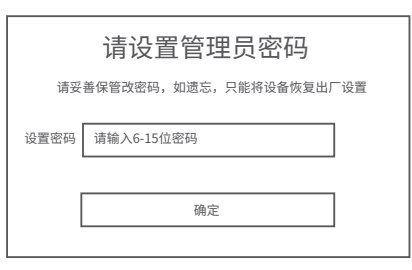 请设置管理员密码
请妥善保管改密码，如遗忘，只能将设备恢复出厂设置
设置密码 请输入6-15位密码
确定